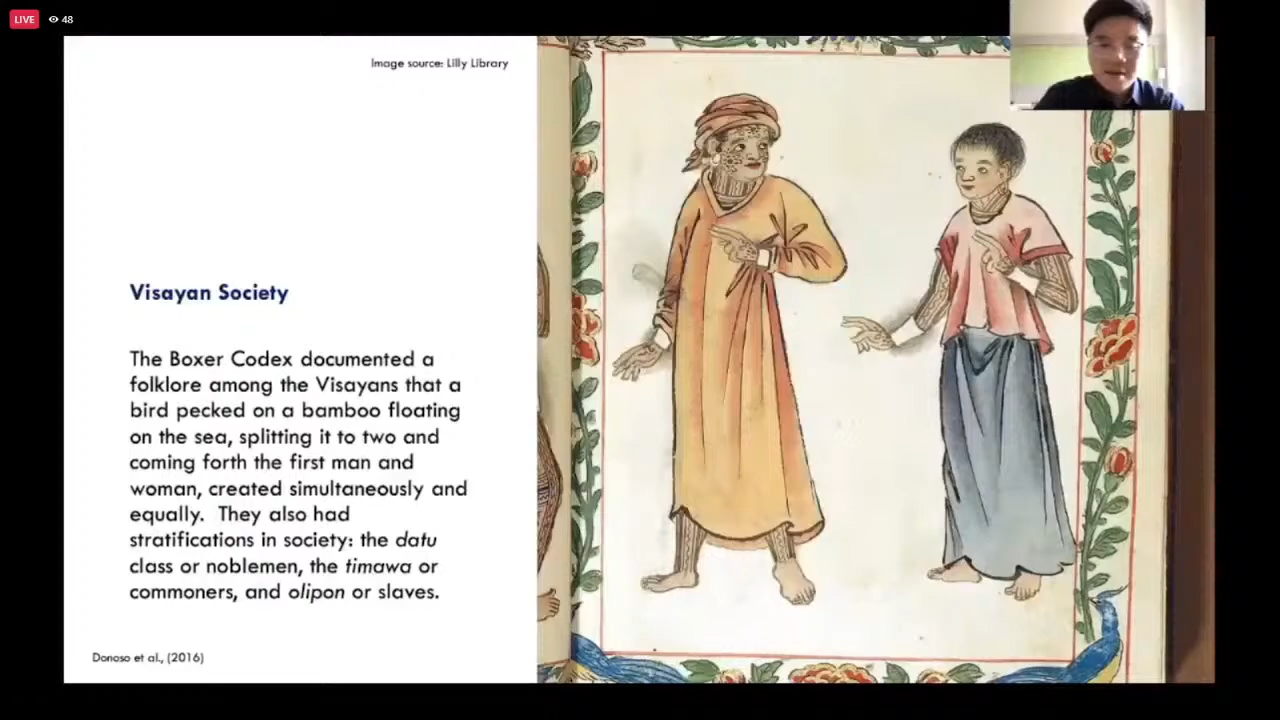 LIVE 48
Image source: Lilly Library
Visayan Society
The Boxer Codex documented a
folklore among the Visayans that a
bird pecked on a bamboo floating
on the sea, splitting it to two and
coming forth the first man and
woman, created simultaneously and
equally. They also had
stratifications in society: the datu
class or noblemen, the timawa or
commoners, and olipon or slaves.
Donoso et al., (2016)